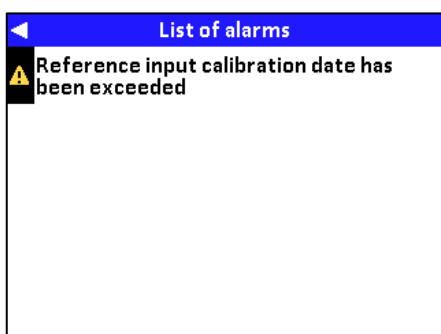 List of alarms
Reference input calibration date has
been exceeded